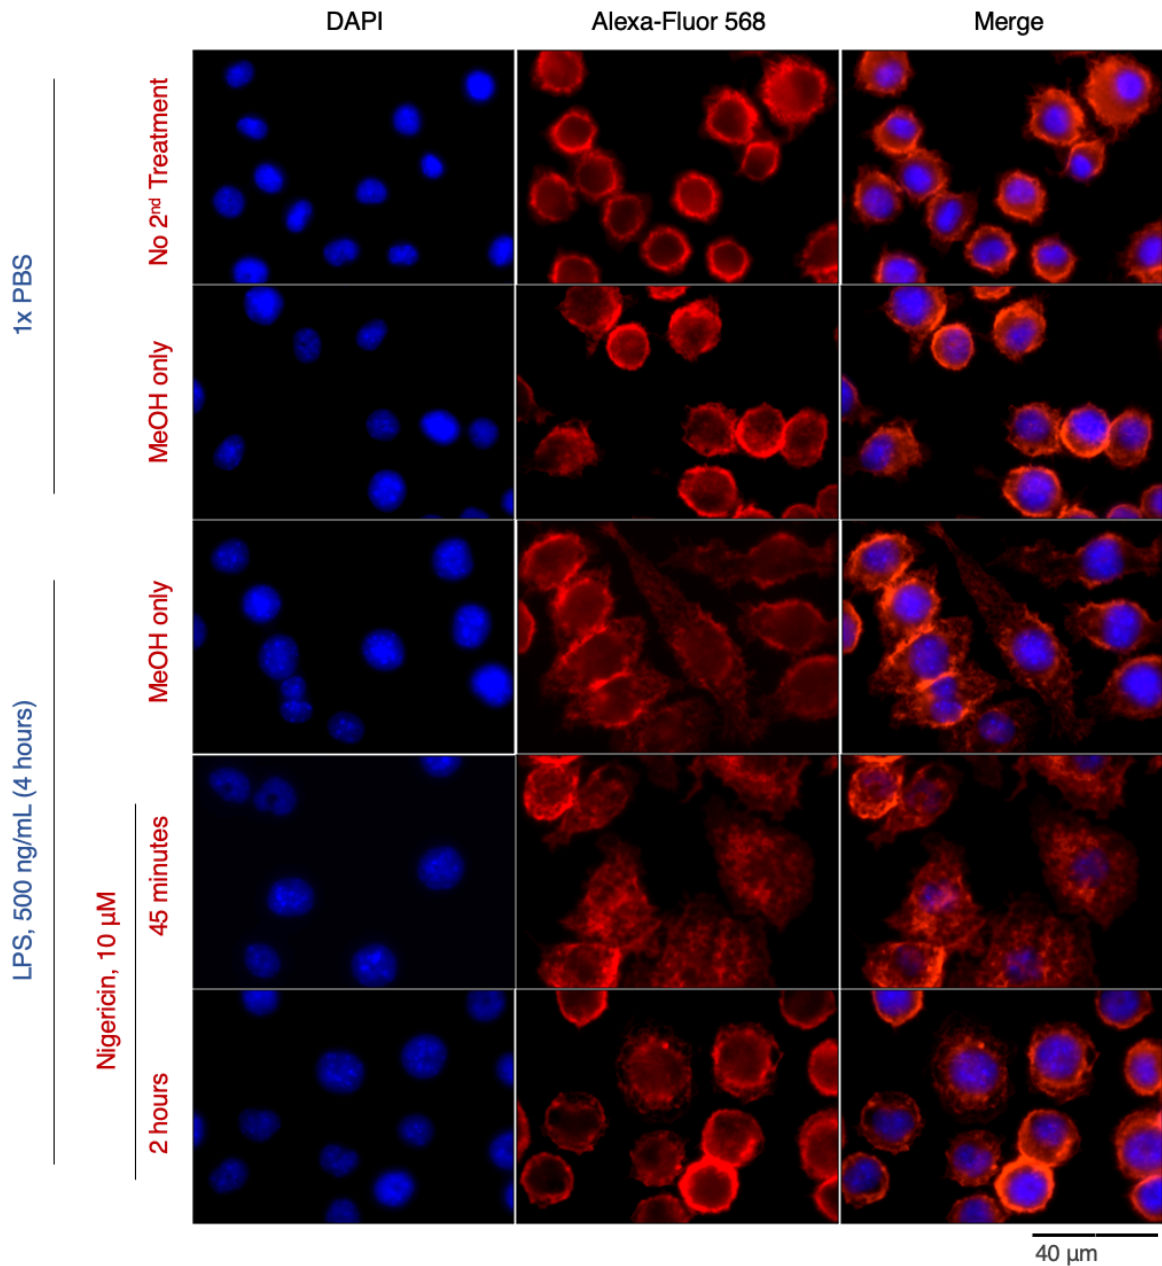 DAPI Alexa-Fluor 568 Merge
1x PBS
No 2nd Treatment
MeOH only
LPS, 500 ng/mL (4 hours)
MeOH only
Nigericin, 10 µM
45 minutes
2 hours
40 µm